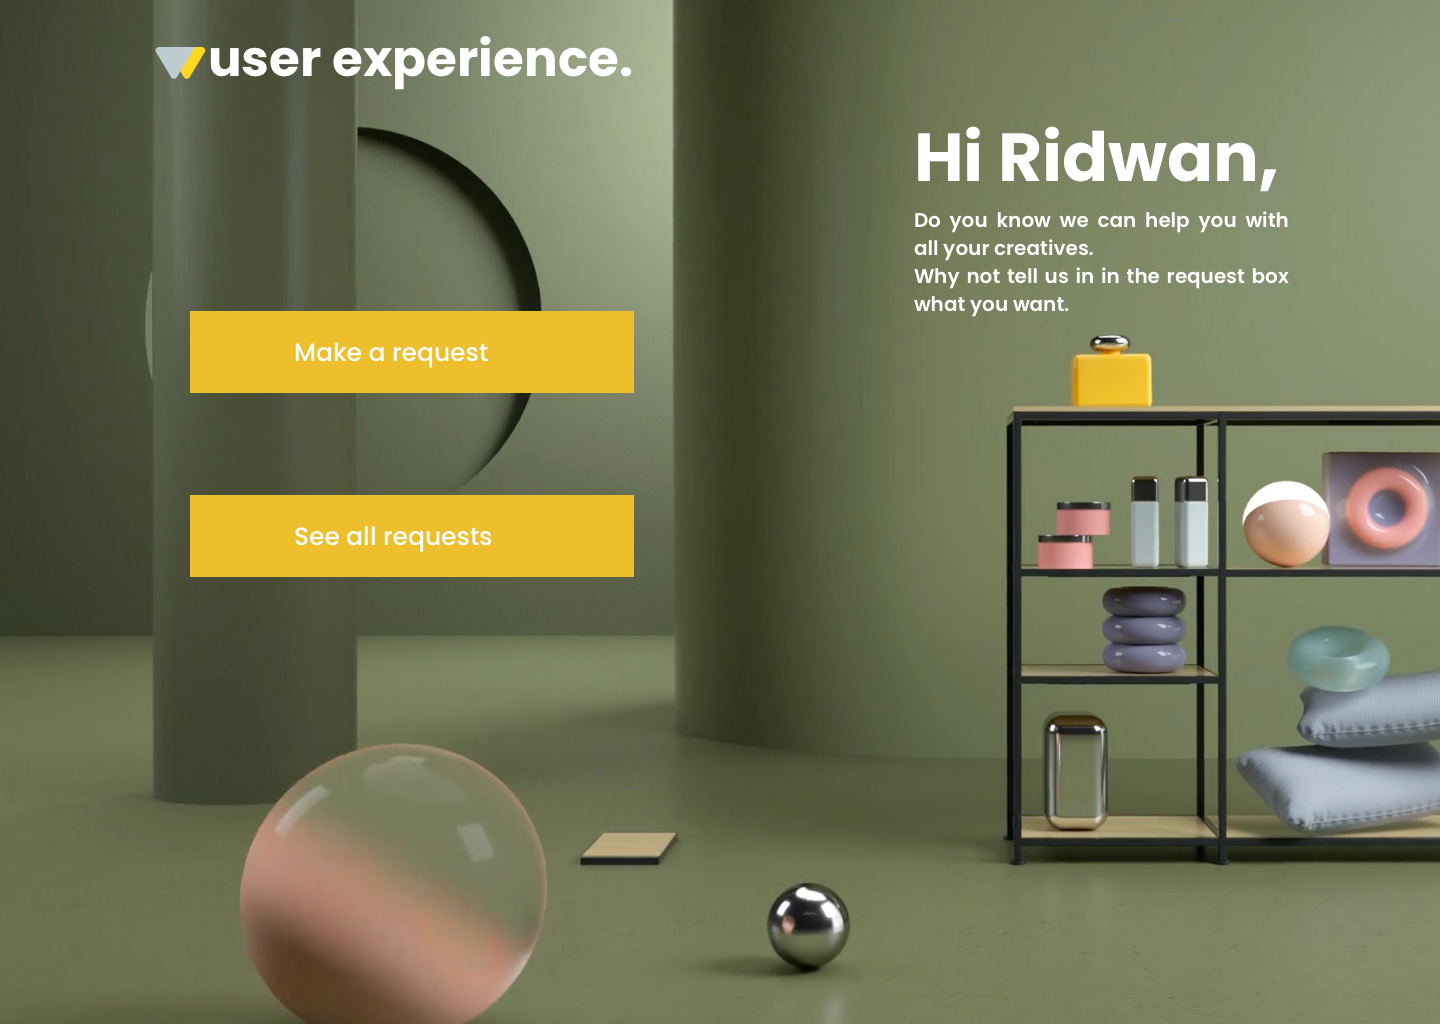 user experience.
Hi Ridwan,
Do you know we can help you with
all your creatives.
Why not tell us in in the request box
what you want.
Make a request
See all requests